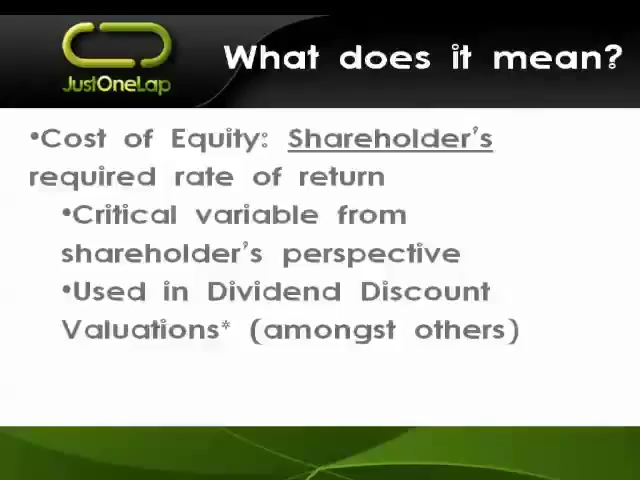 JustOneLap
What does it mean?
•Cost of Equity: Shareholder's
required rate of return
•Critical variable from
shareholder's perspective
•Used in Dividend Discount
Valuations* (amongst others)